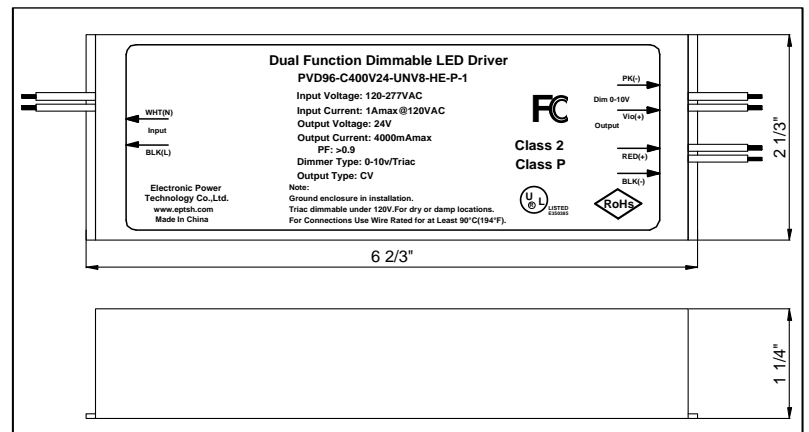 Dual Function Dimmable LED Driver
PVD96-C400V24-UNV8-HE-P-1
Input Voltage: 120-277VAC
Input Current: 1Amax@120VAC
Output Voltage: 24V
Output Current: 4000mAmax
PF: >0.9
Dimmer Type: 0-10v/Triac
Output Type: CV
Note:
Ground enclosure in installation.
Triac dimmable under 120V.For dry or damp locations.
For Connections Use Wire Rated for at Least 90°C(194°F).
WHT(N)
Input
BLK(L)
Electronic Power
Technology Co.,Ltd.
www.eptsh.com
Made In China
FC
Class 2
Class P
UL ®
LISTED
E350385
RoHs
PK(-)
Dim 0-10V
Vio(+)
Output
RED(+)
BLK(-)
2 1/3"
6 2/3"
1 1/4"